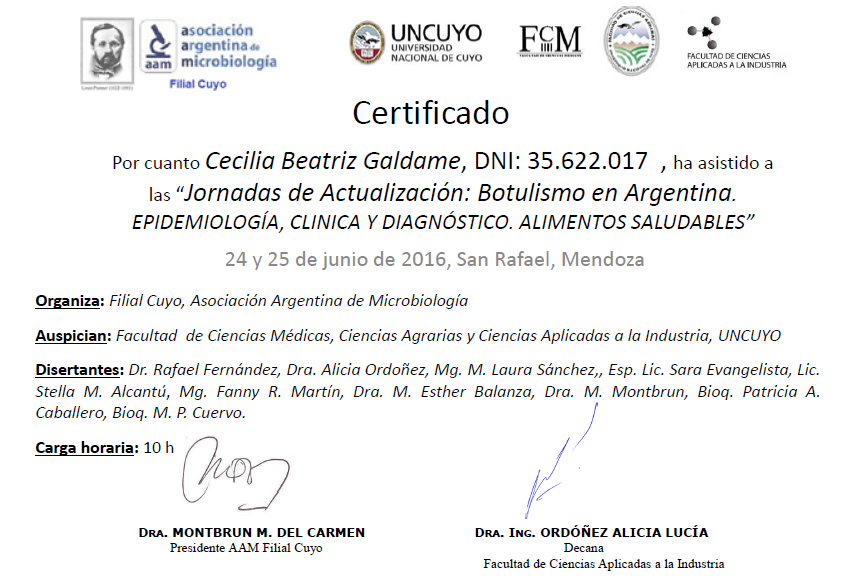 asociación
argentina de
microbiología
aam
Filial Cuyo
UNCUYO
UNIVERSIDAD
NACIONAL DE CUYO
FCM
FACULTAD DE CIENCIAS MÉDICAS
FACULTAD DE CIENCIAS
APLICADAS A LA INDUSTRIA
Certificado
Por cuanto Cecilia Beatriz Galdame, DNI: 35.622.017 , ha asistido a
las “Jornadas de Actualización: Botulismo en Argentina.
EPIDEMIOLOGÍA, CLINICA Y DIAGNÓSTICO. ALIMENTOS SALUDABLES”
24 y 25 de junio de 2016, San Rafael, Mendoza
Organiza: Filial Cuyo, Asociación Argentina de Microbiología
Auspician: Facultad de Ciencias Médicas, Ciencias Agrarias y Ciencias Aplicadas a la Industria, UNCUYO
Disertantes: Dr. Rafael Fernández, Dra. Alicia Ordoñez, Mg. M. Laura Sánchez,, Esp. Lic. Sara Evangelista, Lic.
Stella M. Alcantú, Mg. Fanny R. Martín, Dra. M. Esther Balanza, Dra. M. Montbrun, Bioq. Patricia A.
Caballero, Bioq. M. P. Cuervo.
Carga horaria: 10 h
DRA. MONTBRUN M. DEL CARMEN
Presidente AAM Filial Cuyo
DRA. ING. ORDÓÑEZ ALICIA LUCÍA
Decana
Facultad de Ciencias Aplicadas a la Industria